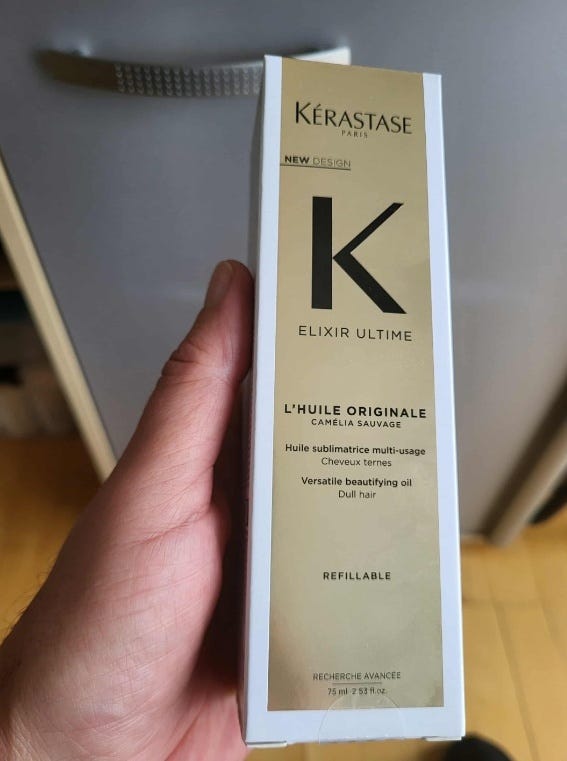 KÉRASTASE
PARIS
NEW DESIGN
K
ELIXIR ULTIME
L'HUILE ORIGINALE
CAMÉLIA SAUVAGE
Huile sublimatrice multi-usage
Cheveux ternes
Versatile beautifying oil
Dull hair
REFILLABLE
RECHERCHE AVANCÉE
75 ml 2 53 fl.oz.